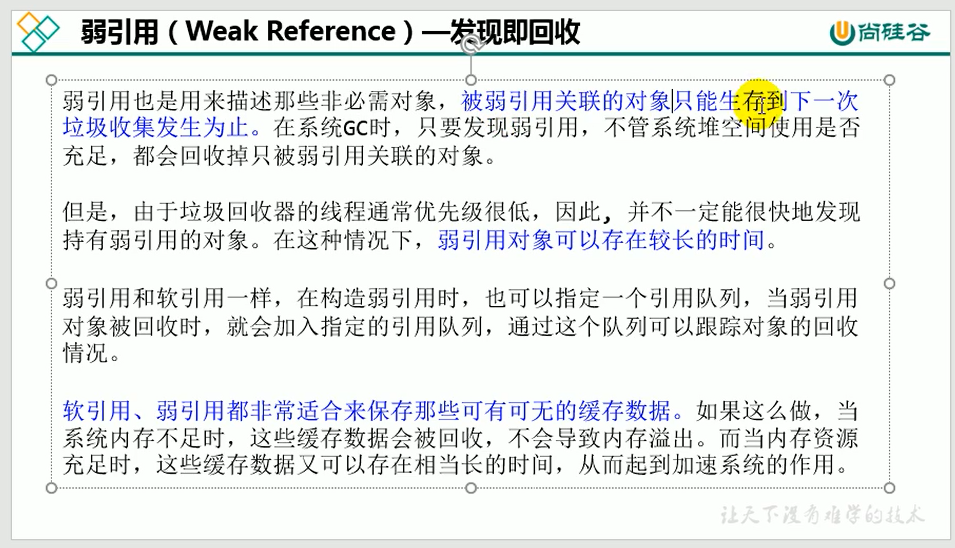 弱引用（Weak Reference）—发现即回收
尚硅谷
弱引用也是用来描述那些非必需对象，被弱引用关联的对象只能生存到下一次
垃圾收集发生为止。在系统GC时，只要发现弱引用，不管系统堆空间使用是否
充足，都会回收掉只被弱引用关联的对象。
但是，由于垃圾回收器的线程通常优先级很低，因此，并不一定能很快地发现
持有弱引用的对象。在这种情况下，弱引用对象可以存在较长的时间。
弱引用和软引用一样，在构造弱引用时，也可以指定一个引用队列，当弱引用
对象被回收时，就会加入指定的引用队列，通过这个队列可以跟踪对象的回收
情况。
软引用、弱引用都非常适合来保存那些可有可无的缓存数据。如果这么做，当
系统内存不足时，这些缓存数据会被回收，不会导致内存溢出。而当内存资源
充足时，这些缓存数据又可以存在相当长的时间，从而起到加速系统的作用。
让天下没有难学的技术